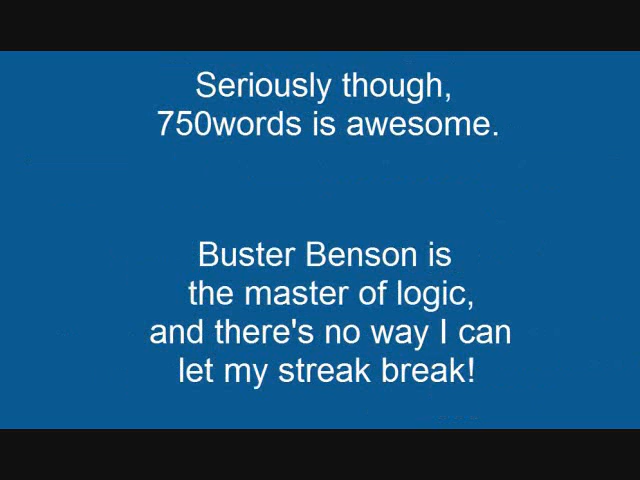 Seriously though,
750words is awesome.
Buster Benson is
the master of logic,
and there's no way I can
let my streak break!